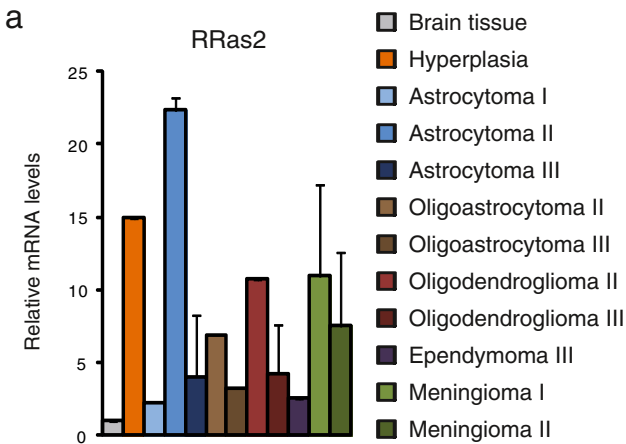 a
RRas2
Relative mRNA levels
25
20
15
10
5
0
Brain tissue
Hyperplasia
Astrocytoma I
Astrocytoma II
Astrocytoma III
Oligoastrocytoma II
Oligoastrocytoma III
Oligodendroglioma II
Oligodendroglioma III
Ependymoma III
Meningioma I
Meningioma II